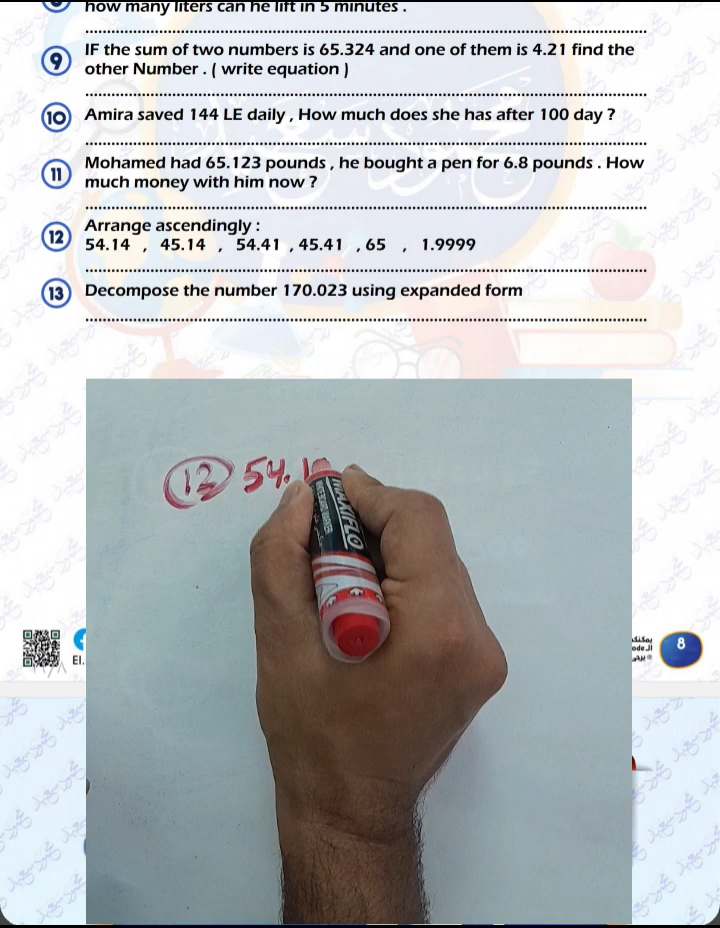 how many liters can he lift in 5 minutes .
9 IF the sum of two numbers is 65.324 and one of them is 4.21 find the
other Number . ( write equation )
10 Amira saved 144 LE daily , How much does she has after 100 day ?
11 Mohamed had 65.123 pounds , he bought a pen for 6.8 pounds . How
much money with him now ?
12 Arrange ascendingly :
54.14 , 45.14 , 54.41 , 45.41 , 65 , 1.9999
13 Decompose the number 170.023 using expanded form
12 54.1
MAXIFLO
El.
يمكنك
8